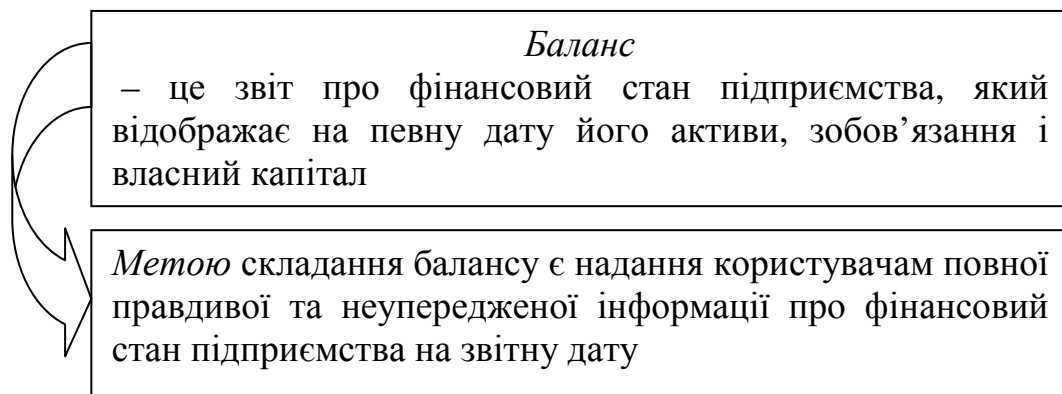 Баланс
– це звіт про фінансовий стан підприємства, який
відображає на певну дату його активи, зобов’язання і
власний капітал
Метою складання балансу є надання користувачам повної
правдивої та неупередженої інформації про фінансовий
стан підприємства на звітну дату